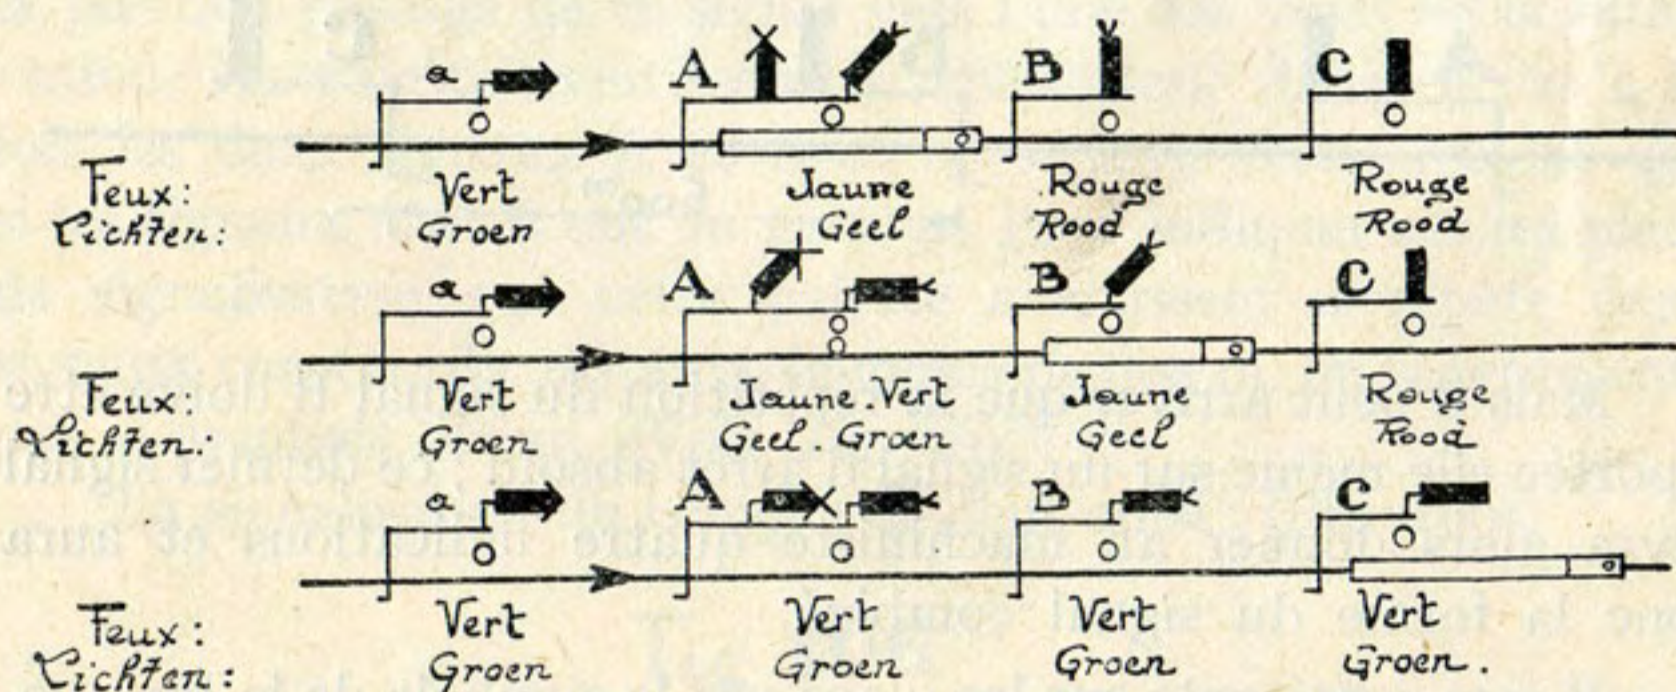 a A B C
Feux: Vert Jaune Rouge Rouge
Lichten: Groen Geel Rood Rood
a A B C
Feux: Vert Jaune.Vert Jaune Rouge
Lichten: Groen Geel.Groen Geel Rood
a A B C
Feux: Vert Vert Vert Vert
Lichten: Groen Groen Groen Groen.